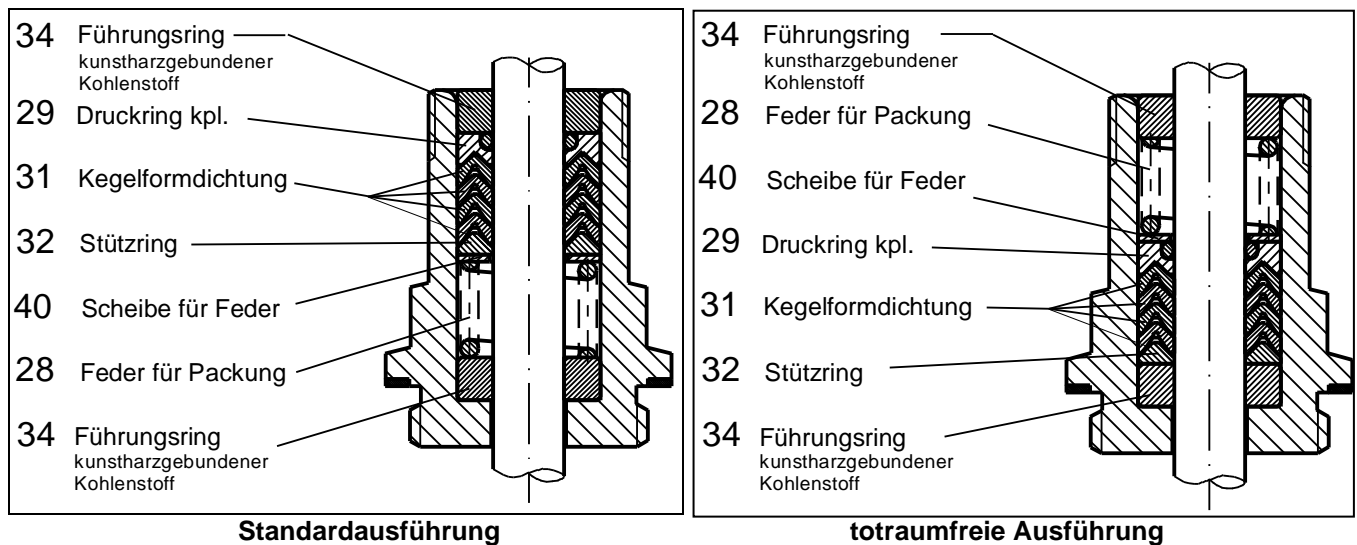 34 Führungsring
kunstharzgebundener
Kohlenstoff
29 Druckring kpl.
31 Kegelformdichtung
32 Stützring
40 Scheibe für Feder
28 Feder für Packung
34 Führungsring
kunstharzgebundener
Kohlenstoff
Standardausführung
34 Führungsring
kunstharzgebundener
Kohlenstoff
28 Feder für Packung
40 Scheibe für Feder
29 Druckring kpl.
31 Kegelformdichtung
32 Stützring
34 Führungsring
kunstharzgebundener
Kohlenstoff
totraumfreie Ausführung